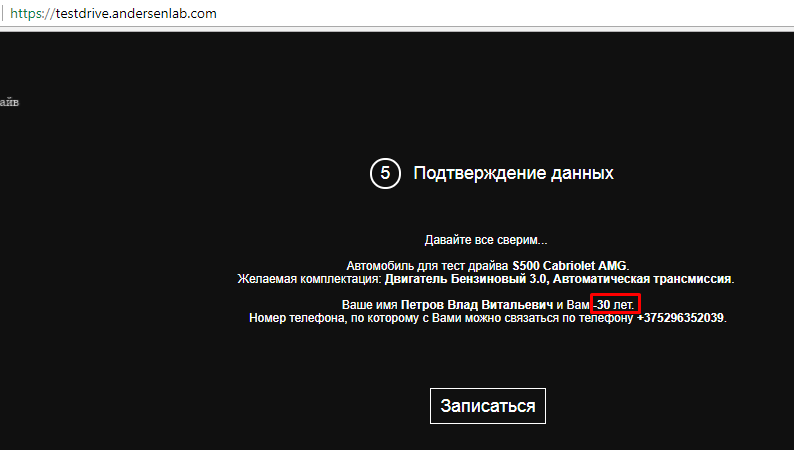 https://testdrive.andersenlab.com
айв
5 Подтверждение данных
Давайте все сверим...
Автомобиль для тест драйва S500 Cabriolet AMG.
Желаемая комплектация: Двигатель Бензиновый 3.0, Автоматическая трансмиссия.
Ваше имя Петров Влад Витальевич и Вам -30 лет.
Номер телефона, по которому с Вами можно связаться по телефону +375296352039.
Записаться